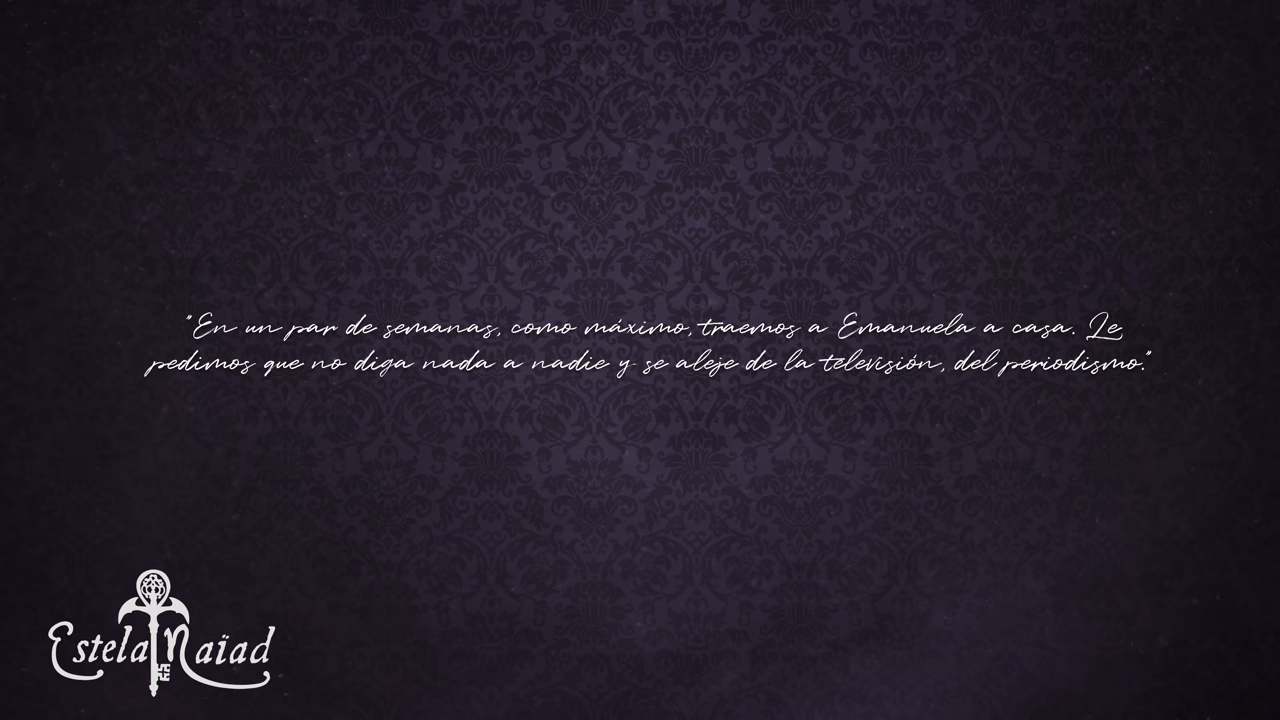 "En un par de semanas, como máximo, traemos a Emanuela a casa. Le
pedimos que no diga nada a nadie y se aleje de la televisión, del periodismo."
Estela Naïad